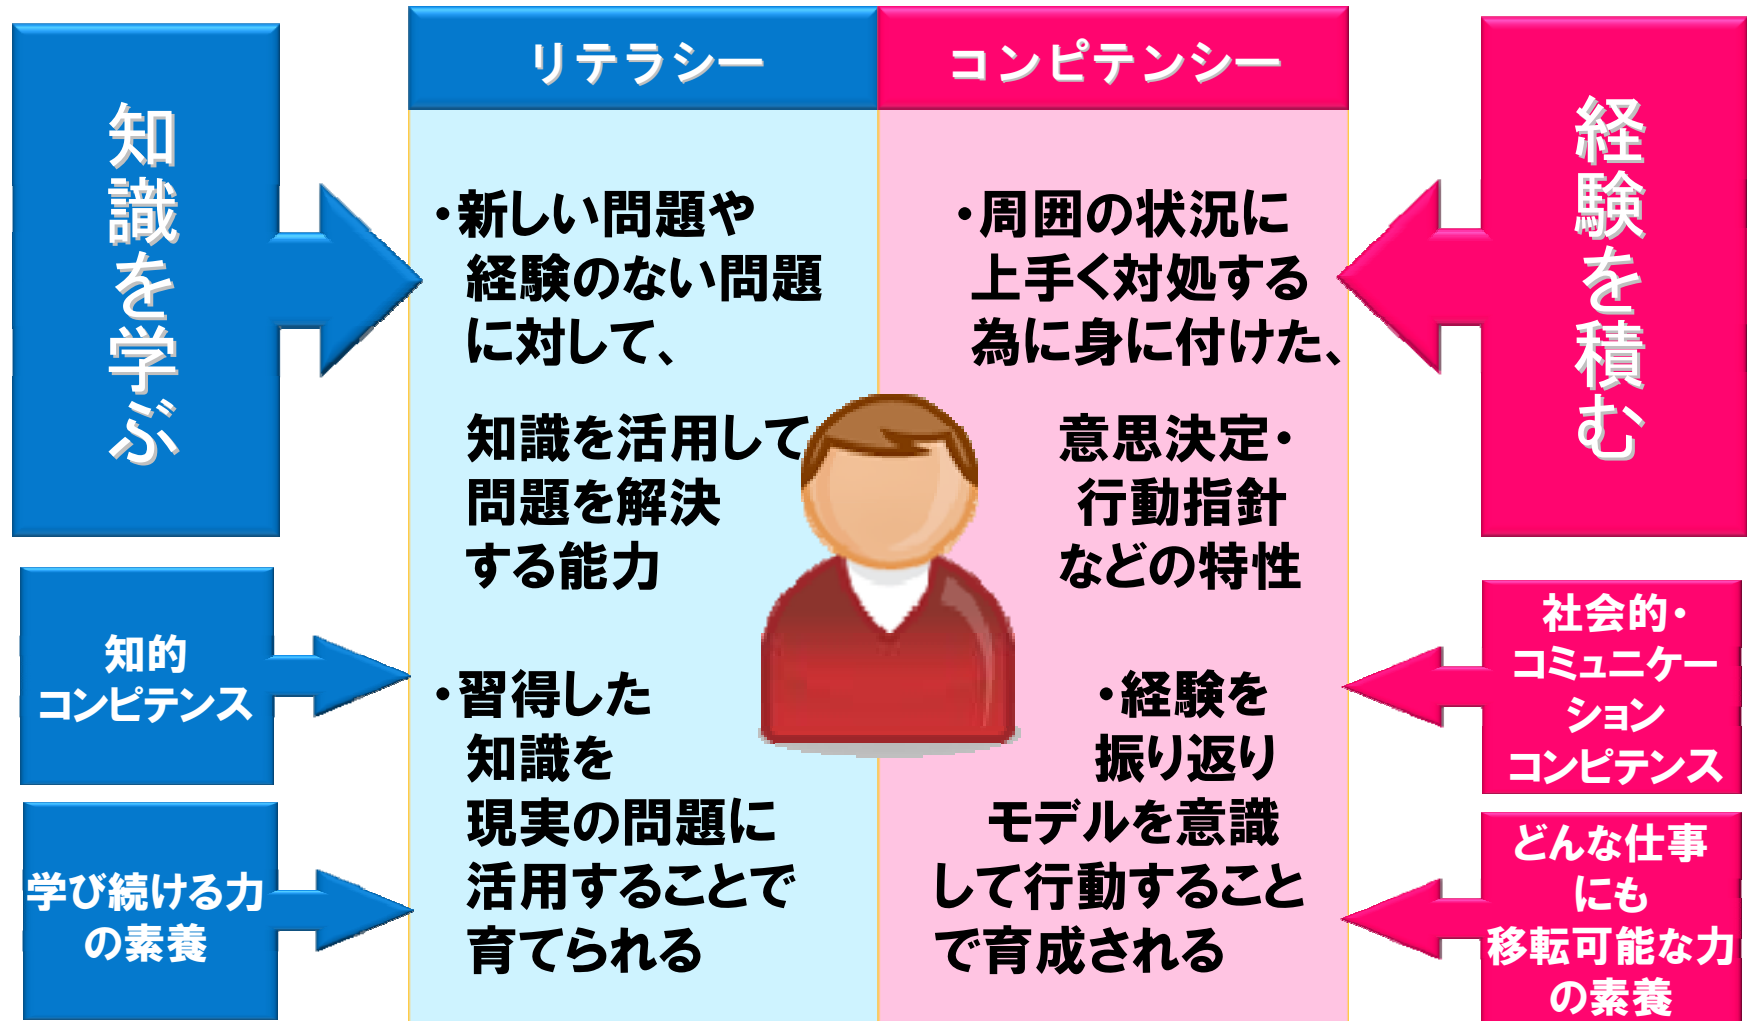 知識を学ぶ
リテラシー
コンピテンシー
経験を積む
・新しい問題や
経験のない問題
に対して、
知識を活用して
問題を解決
する能力
・習得した
知識を
現実の問題に
活用することで
育てられる
・周囲の状況に
上手く対処する
為に身に付けた、
意思決定・
行動指針
などの特性
・経験を
振り返り
モデルを意識
して行動すること
で育成される
知的
コンピテンス
学び続ける力
の素養
社会的・
コミュニケー
ション
コンピテンス
どんな仕事
にも
移転可能な力
の素養